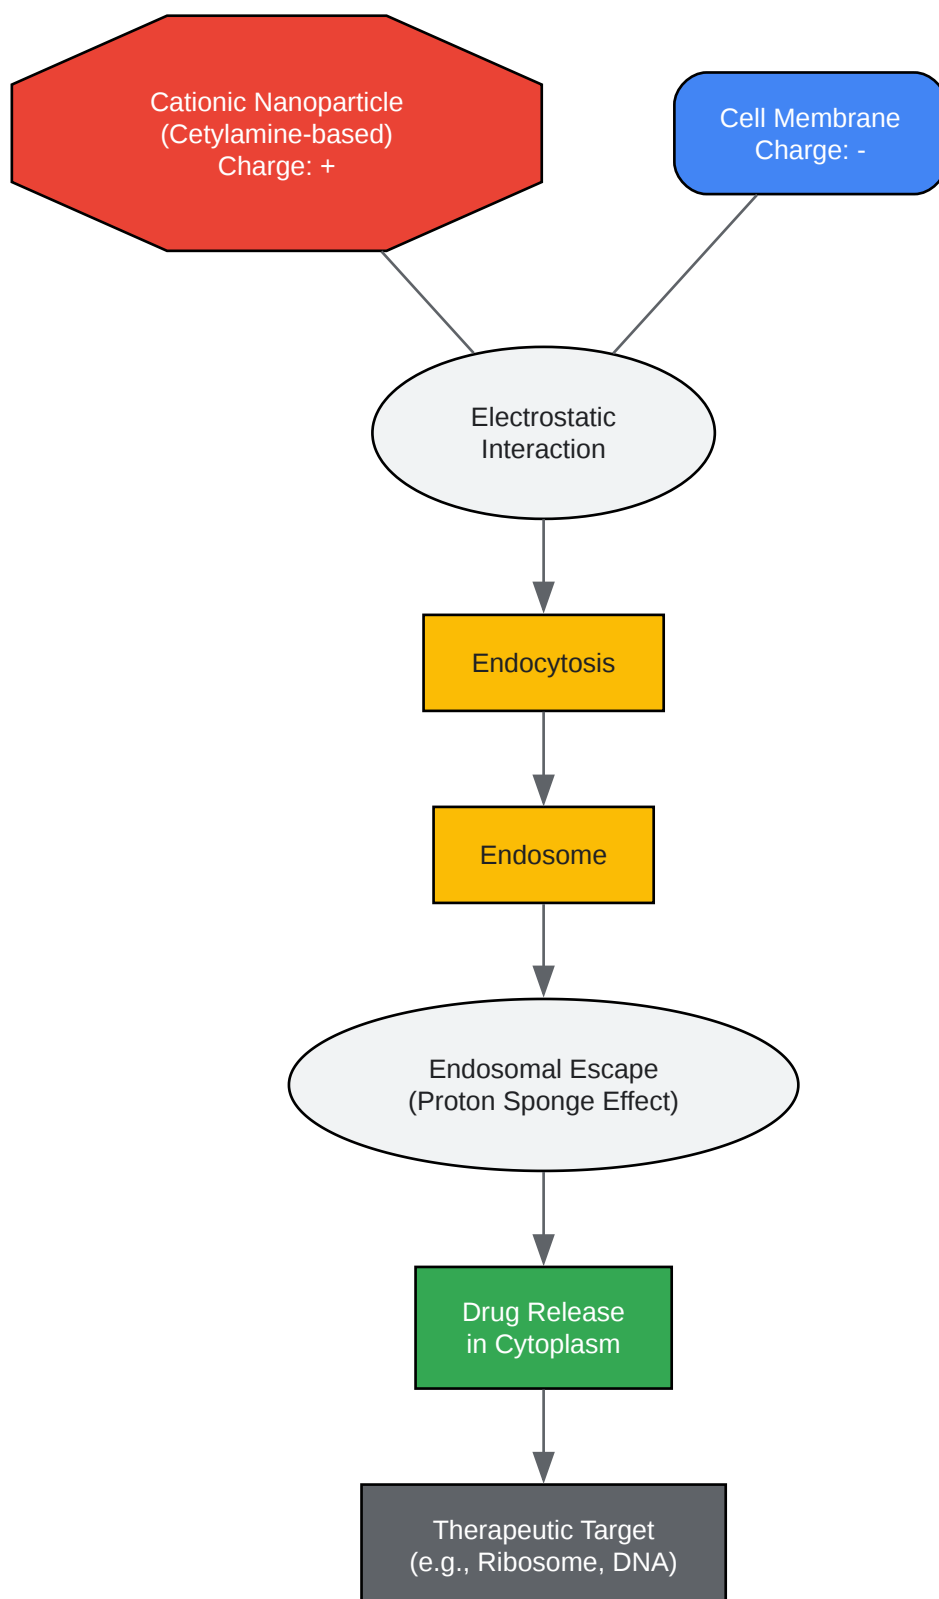 Cationic Nanoparticle
(Cetylamine-based)
Charge: +
Cell Membrane
Charge: -
Electrostatic
Interaction
Endocytosis
Endosome
Endosomal Escape
(Proton Sponge Effect)
Drug Release
in Cytoplasm
Therapeutic Target
(e.g., Ribosome, DNA)